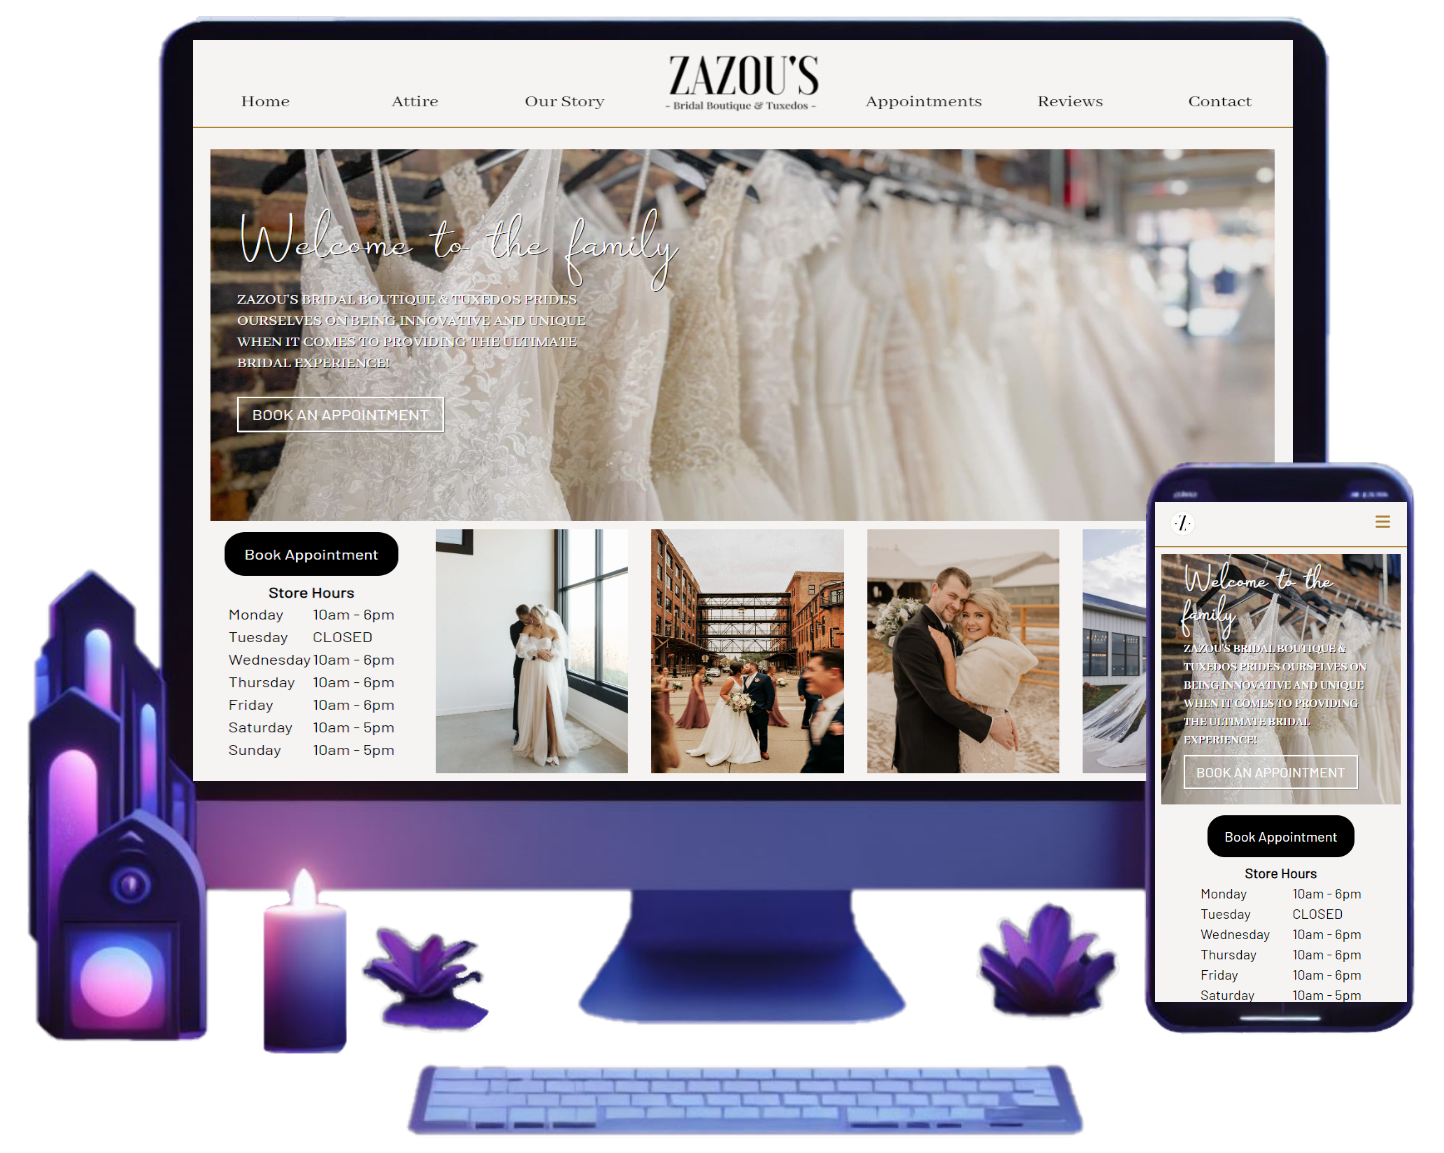 ZAZOU'S
- Bridal Boutique & Tuxedos -
Home Attire Our Story Appointments Reviews Contact
Welcome to the family
ZAZOU'S BRIDAL BOUTIQUE & TUXEDOS PRIDES
OURSELVES ON BEING INNOVATIVE AND UNIQUE
WHEN IT COMES TO PROVIDING THE ULTIMATE
BRIDAL EXPERIENCE!
BOOK AN APPOINTMENT
Book Appointment
Store Hours
Monday 10am - 6pm
Tuesday CLOSED
Wednesday 10am - 6pm
Thursday 10am - 6pm
Friday 10am - 6pm
Saturday 10am - 5pm
Sunday 10am - 5pm
Z
Welcome to the
family
ZAZOU'S BRIDAL BOUTIQUE &
TUXEDOS PRIDES OURSELVES ON
BEING INNOVATIVE AND UNIQUE
WHEN IT COMES TO PROVIDING
THE ULTIMATE BRIDAL
EXPERIENCE!
BOOK AN APPOINTMENT
Book Appointment
Store Hours
Monday 10am - 6pm
Tuesday CLOSED
Wednesday 10am - 6pm
Thursday 10am - 6pm
Friday 10am - 6pm
Saturday 10am - 5pm